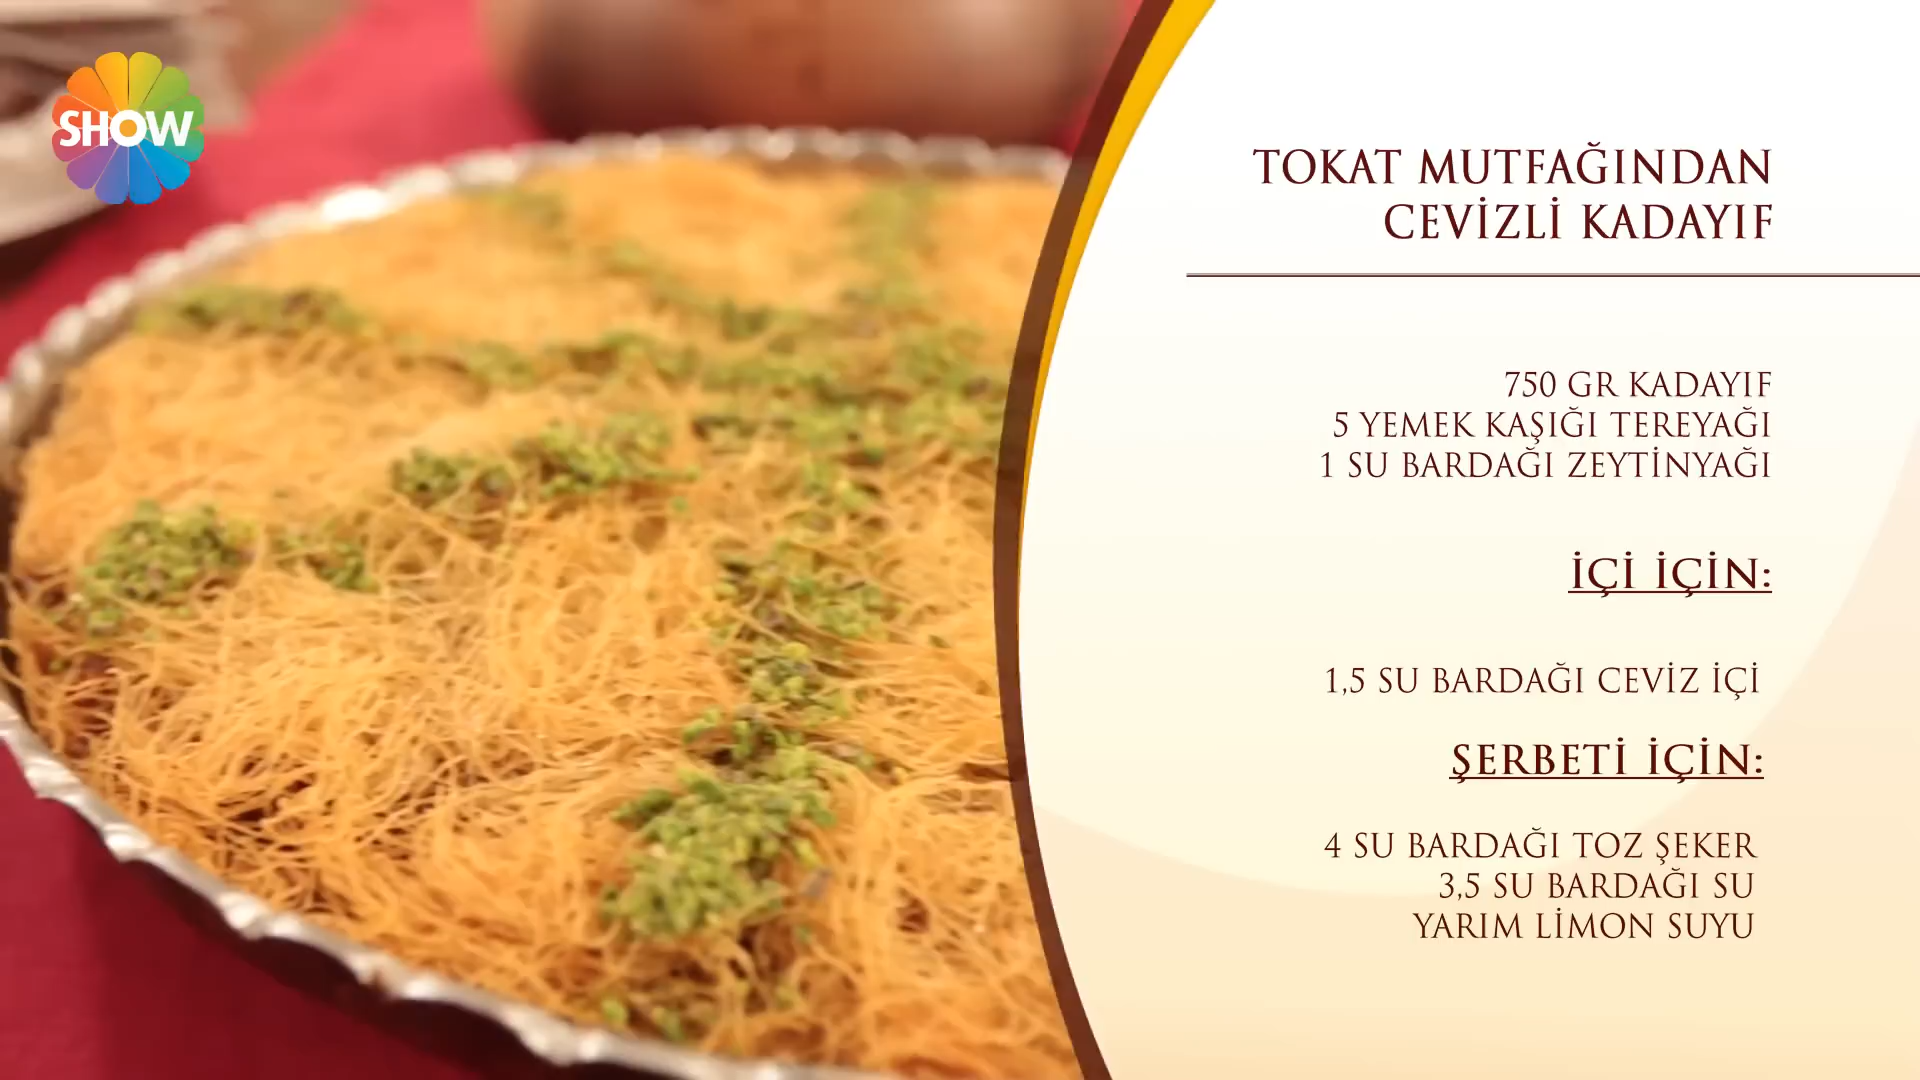 SHOW
TOKAT MUTFAĞINDAN
CEVİZLİ KADAYIF
750 GR KADAYIF
5 YEMEK KAŞIĞI TEREYAĞI
1 SU BARDAĞI ZEYTİNYAĞI
İÇİ İÇİN:
1,5 SU BARDAĞI CEVİZ İÇİ
ŞERBETİ İÇİN:
4 SU BARDAĞI TOZ ŞEKER
3,5 SU BARDAĞI SU
YARIM LİMON SUYU